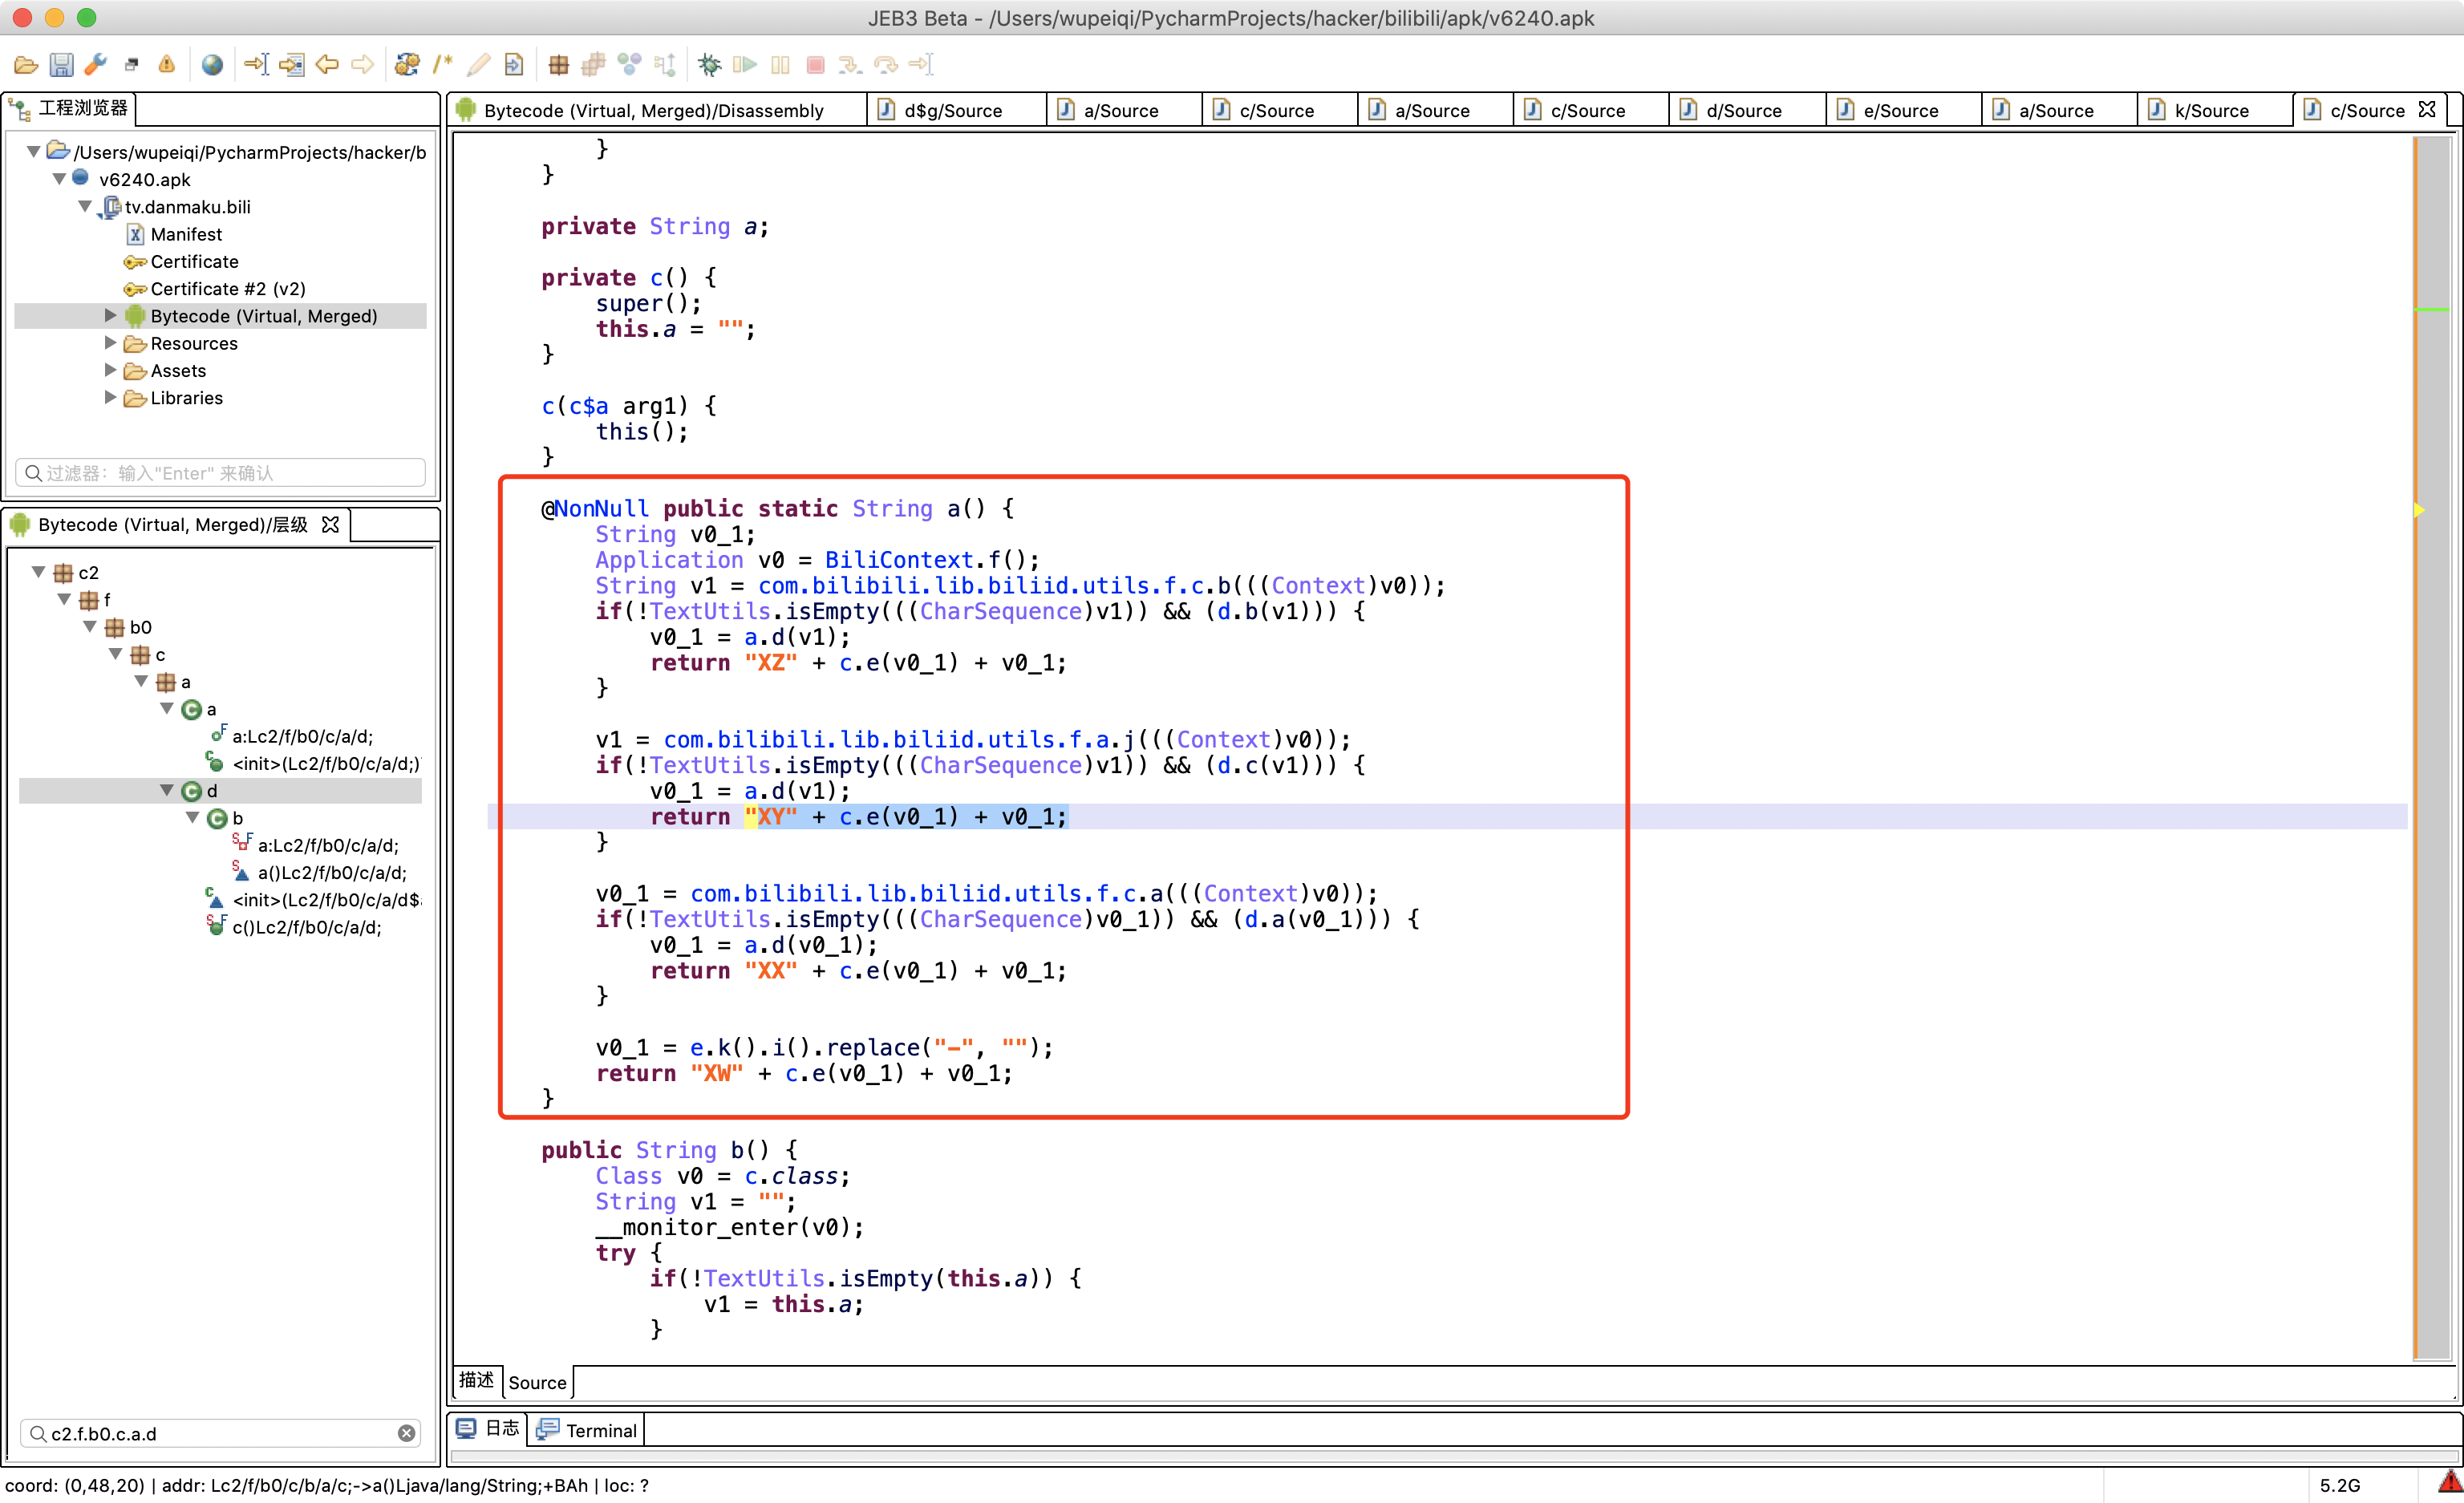 JEB3 Beta - /Users/wupeiqi/PycharmProjects/hacker/bilibili/apk/v6240.apk
工程浏览器
/Users/wupeiqi/PycharmProjects/hacker/b
v6240.apk
tv.danmaku.bili
Manifest
Certificate
Certificate #2 (v2)
Bytecode (Virtual, Merged)
Resources
Assets
Libraries
过滤器：输入"Enter" 来确认
Bytecode (Virtual, Merged)/层级
c2
f
b0
c
a
a
a:Lc2/f/b0/c/a/d;
<init>(Lc2/f/b0/c/a/d;)
d
b
a:Lc2/f/b0/c/a/d;
a()Lc2/f/b0/c/a/d;
<init>(Lc2/f/b0/c/a/d$
c()Lc2/f/b0/c/a/d;
c2.f.b0.c.a.d
Bytecode (Virtual, Merged)/Disassembly d$g/Source a/Source c/Source a/Source c/Source d/Source e/Source a/Source k/Source c/Source
}
}
private String a;
private c() {
super();
this.a = "";
}
c(c$a arg1) {
this();
}
@NonNull public static String a() {
String v0_1;
Application v0 = BiliContext.f();
String v1 = com.bilibili.lib.biliid.utils.f.c.b(((Context)v0));
if(!TextUtils.isEmpty(((CharSequence)v1)) && (d.b(v1))) {
v0_1 = a.d(v1);
return "XZ" + c.e(v0_1) + v0_1;
}
v1 = com.bilibili.lib.biliid.utils.f.a.j(((Context)v0));
if(!TextUtils.isEmpty(((CharSequence)v1)) && (d.c(v1))) {
v0_1 = a.d(v1);
return "XY" + c.e(v0_1) + v0_1;
}
v0_1 = com.bilibili.lib.biliid.utils.f.c.a(((Context)v0));
if(!TextUtils.isEmpty(((CharSequence)v0_1)) && (d.a(v0_1))) {
v0_1 = a.d(v0_1);
return "XX" + c.e(v0_1) + v0_1;
}
v0_1 = e.k().i().replace("-", "");
return "XW" + c.e(v0_1) + v0_1;
}
public String b() {
Class v0 = c.class;
String v1 = "";
__monitor_enter(v0);
try {
if(!TextUtils.isEmpty(this.a)) {
v1 = this.a;
}
描述 Source
日志 Terminal
coord: (0,48,20) | addr: Lc2/f/b0/c/b/a/c;->a()Ljava/lang/String;+BAh | loc: ?
5.2G